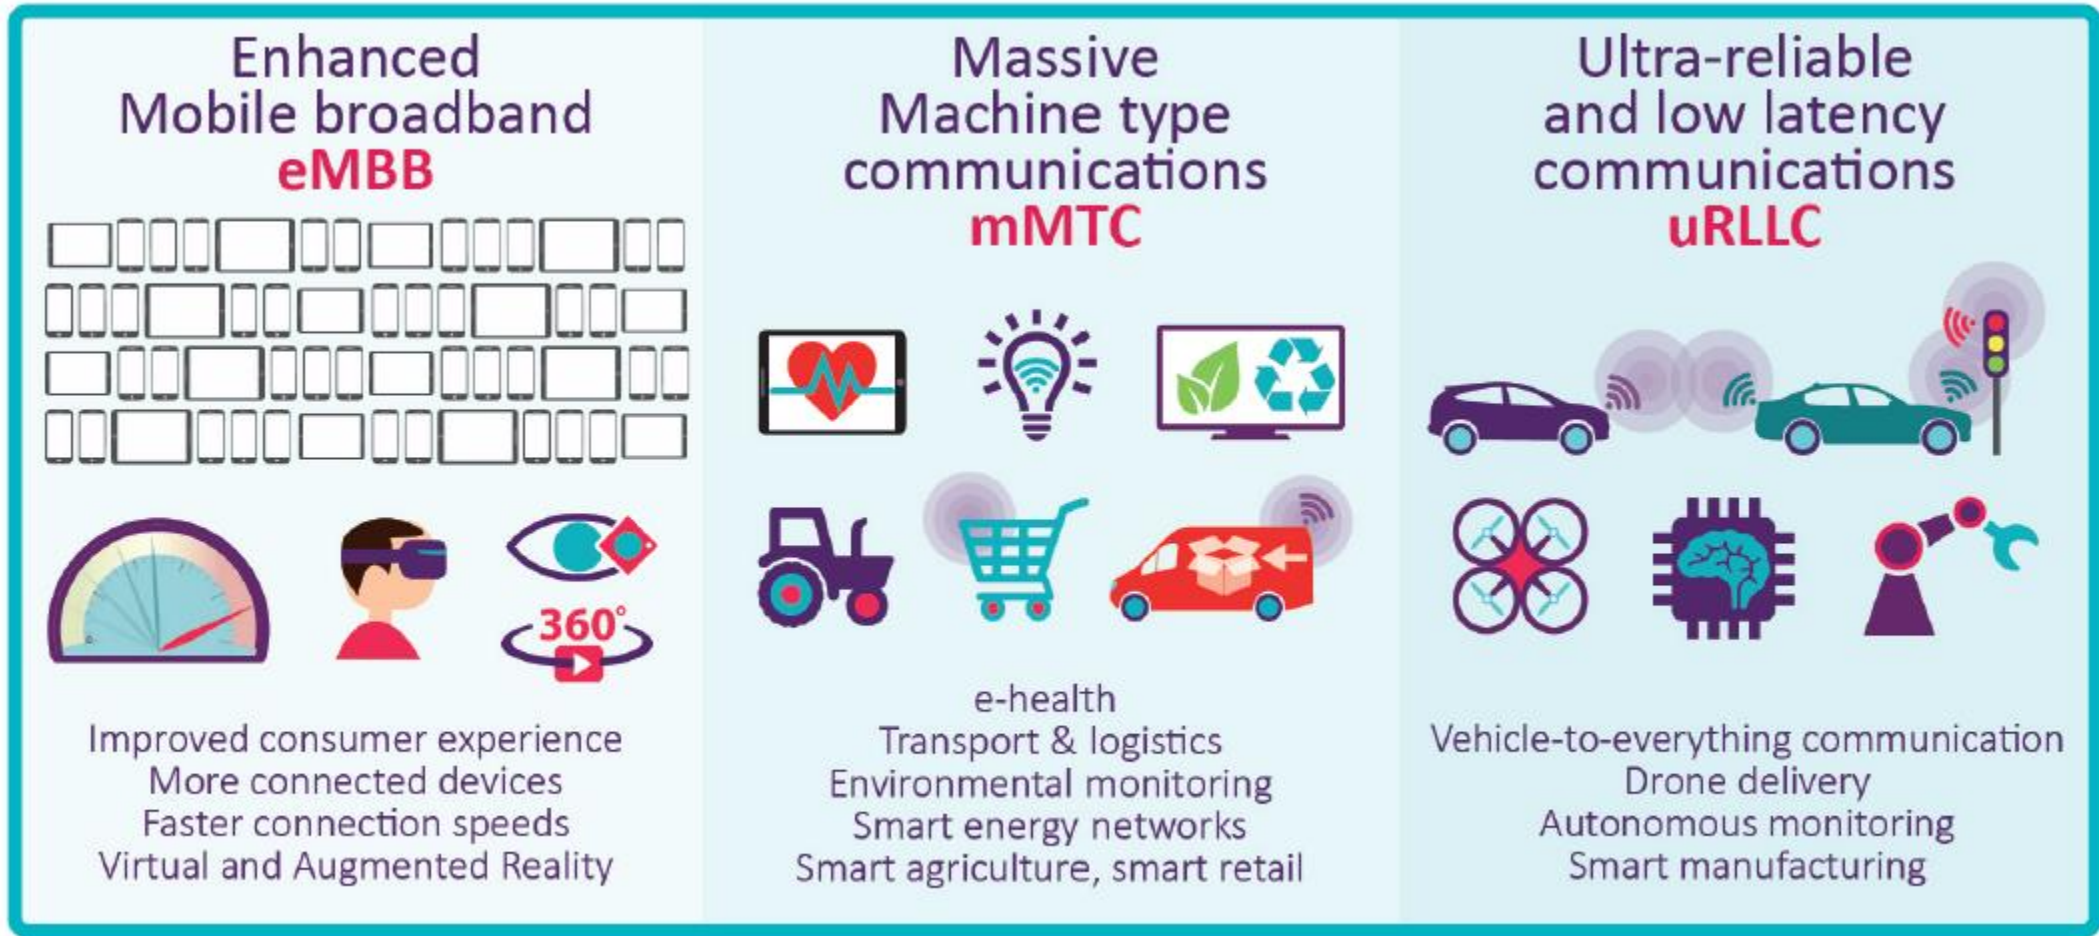 Enhanced
Mobile broadband
eMBB
360°
Improved consumer experience
More connected devices
Faster connection speeds
Virtual and Augmented Reality
Massive
Machine type
communications
mMTC
e-health
Transport & logistics
Environmental monitoring
Smart energy networks
Smart agriculture, smart retail
Ultra-reliable
and low latency
communications
uRLLC
Vehicle-to-everything communication
Drone delivery
Autonomous monitoring
Smart manufacturing